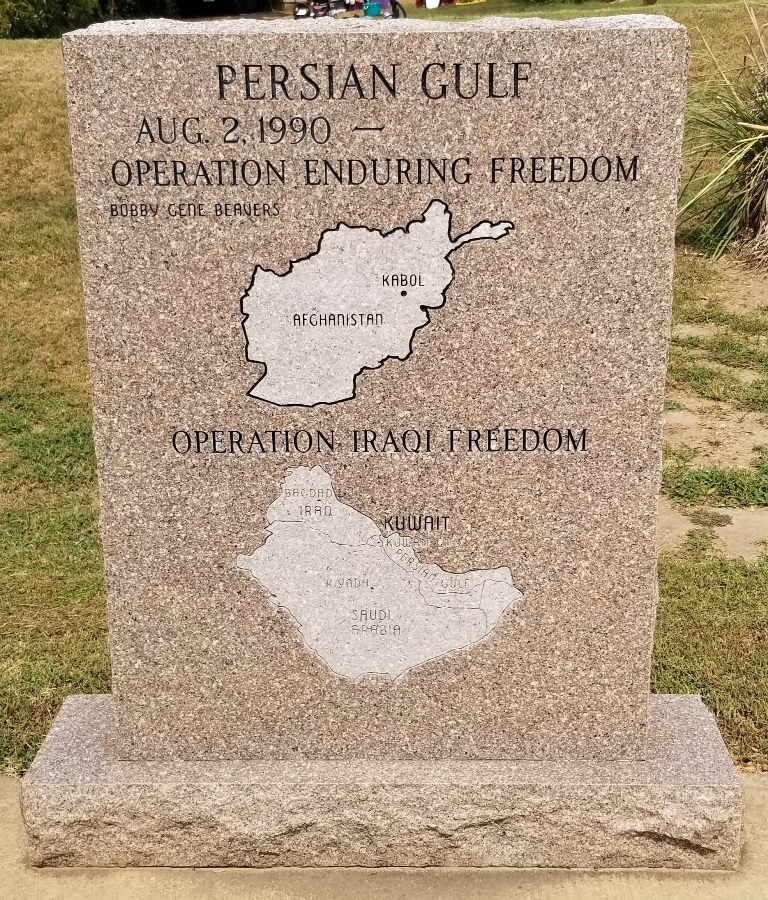 PERSIAN GULF
AUG. 2, 1990 —
OPERATION ENDURING FREEDOM
BOBBY GENE BEAVERS
KABOL
AFGHANISTAN
OPERATION IRAQI FREEDOM
BAGDAD
IRAQ
KUWAIT
KUWAIT
PERSIAN GULF
RIYADH
SAUDI
ARABIA